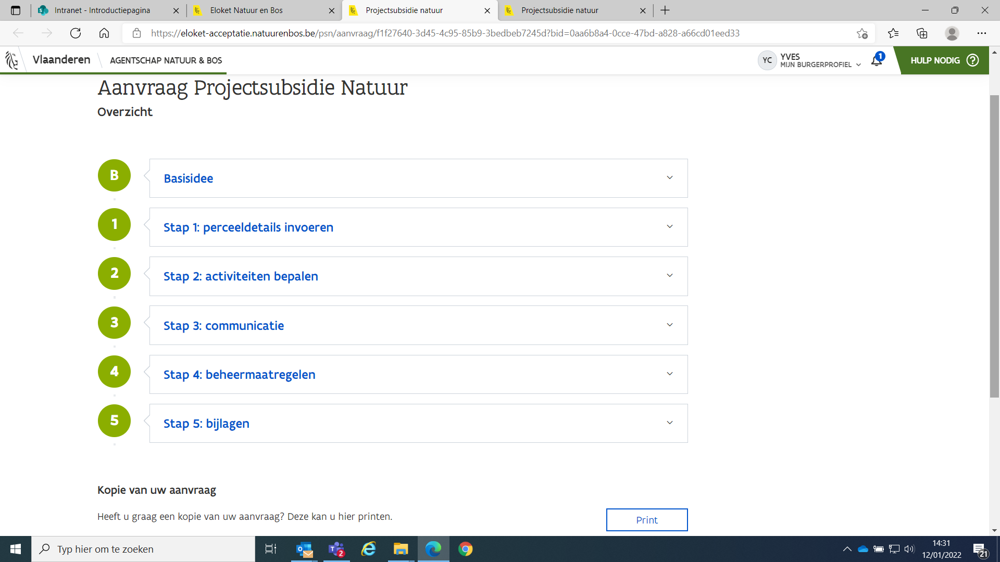 Intranet - Introductiepagina
Eloket Natuur en Bos
Projectsubsidie natuur
Projectsubsidie natuur
https://eloket-acceptatie.natuurenbos.be/psn/aanvraag/f1f27640-3d45-4c95-85b9-3bedbeb7245d?bid=0aa6b8a4-0cce-47bd-a828-a66cd01eed33
Vlaanderen
AGENTSCHAP NATUUR & BOS
YC
YVES
MIJN BURGERPROFIEL
1
HULP NODIG
?
Aanvraag Projectsubsidie Natuur
Overzicht
B
Basisidee
1
Stap 1: perceeldetails invoeren
2
Stap 2: activiteiten bepalen
3
Stap 3: communicatie
4
Stap 4: beheermaatregelen
5
Stap 5: bijlagen
Kopie van uw aanvraag
Heeft u graag een kopie van uw aanvraag? Deze kan u hier printen.
Print
Typ hier om te zoeken
2
14:31
12/01/2022
21